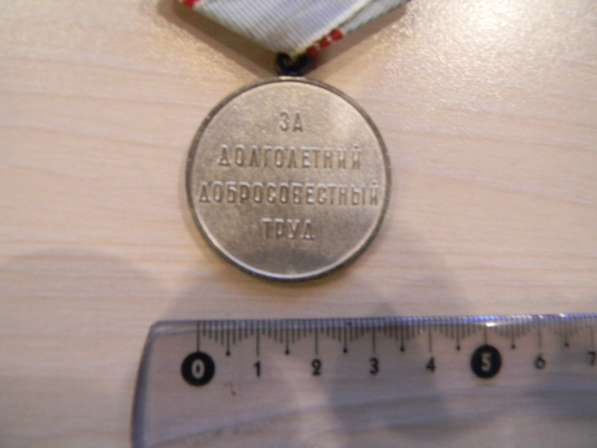 ЗА
ДОЛГОЛЕТНИЙ
ДОБРОСОВЕСТНЫЙ
ТРУД
0 1 2 3 4 5 6 7